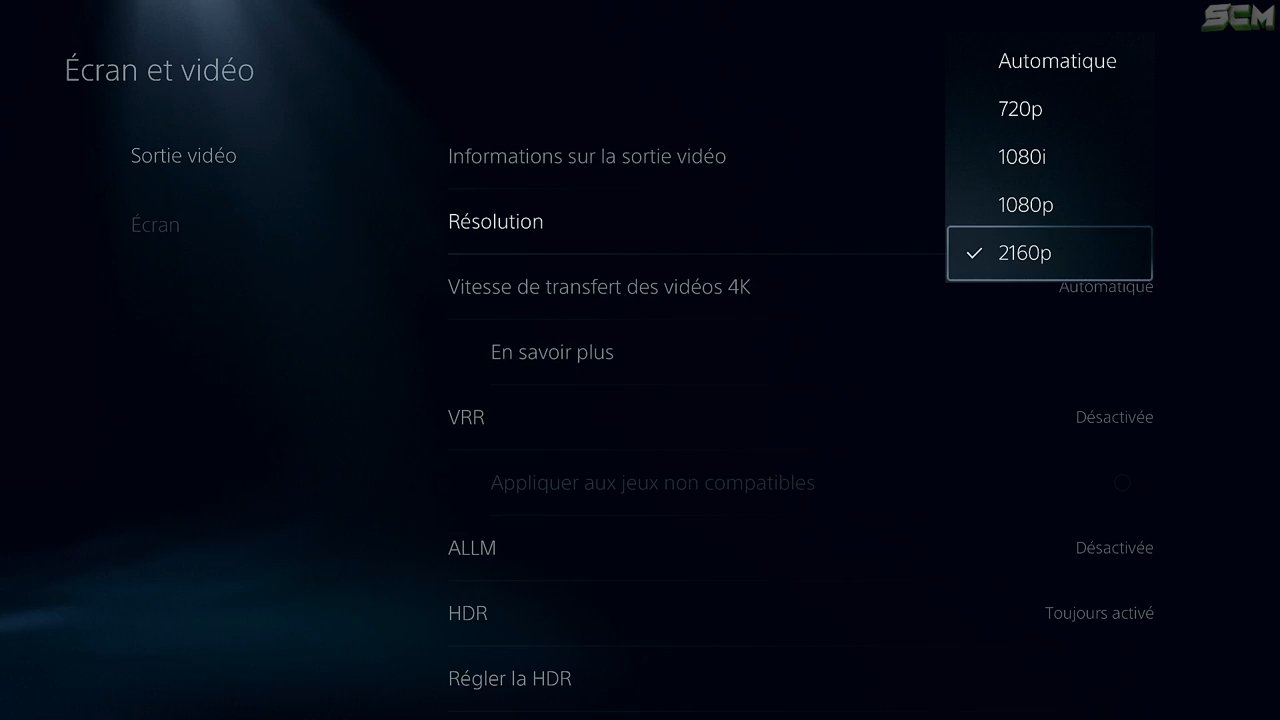 SCM
Écran et vidéo
Sortie vidéo
Écran
Informations sur la sortie vidéo
Résolution
Automatique
720p
1080i
1080p
2160p
Vitesse de transfert des vidéos 4K
Automatique
En savoir plus
VRR
Désactivée
Appliquer aux jeux non compatibles
ALLM
Désactivée
HDR
Toujours activé
Régler la HDR